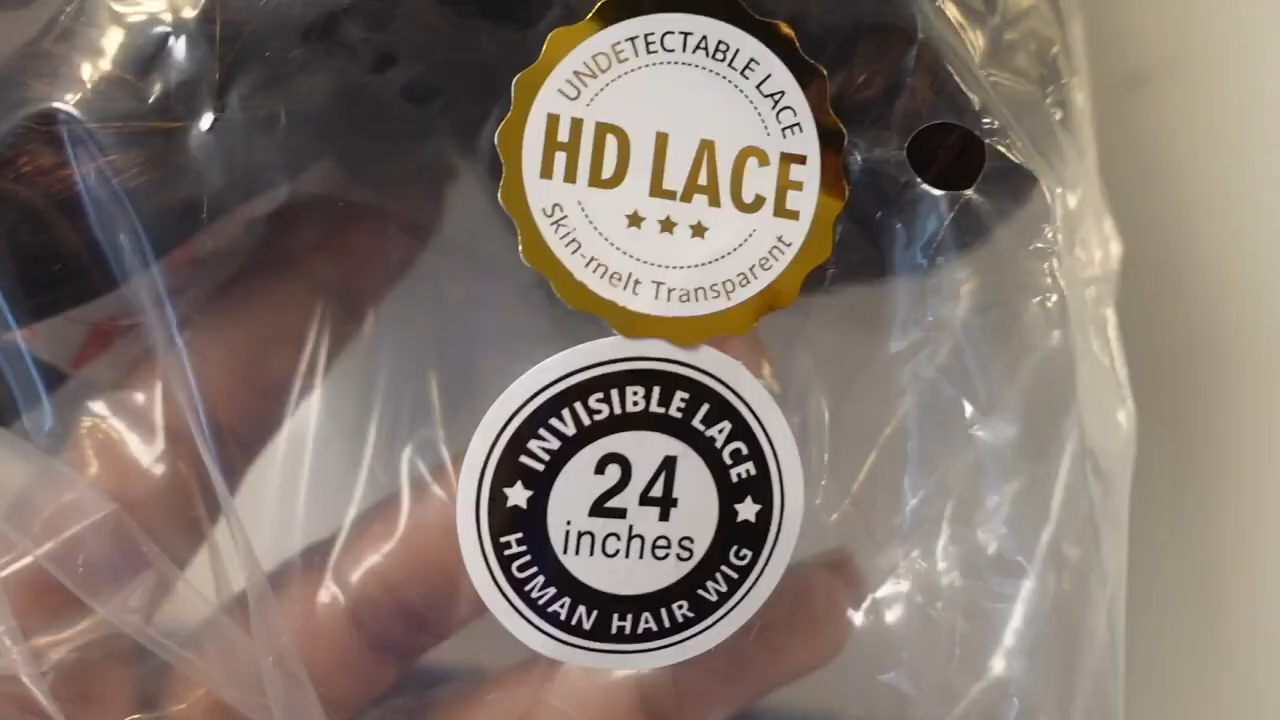 UNDETECTABLE LACE
HD LACE
Skin-melt Transparent
INVISIBLE LACE
24
inches
HUMAN HAIR WIG